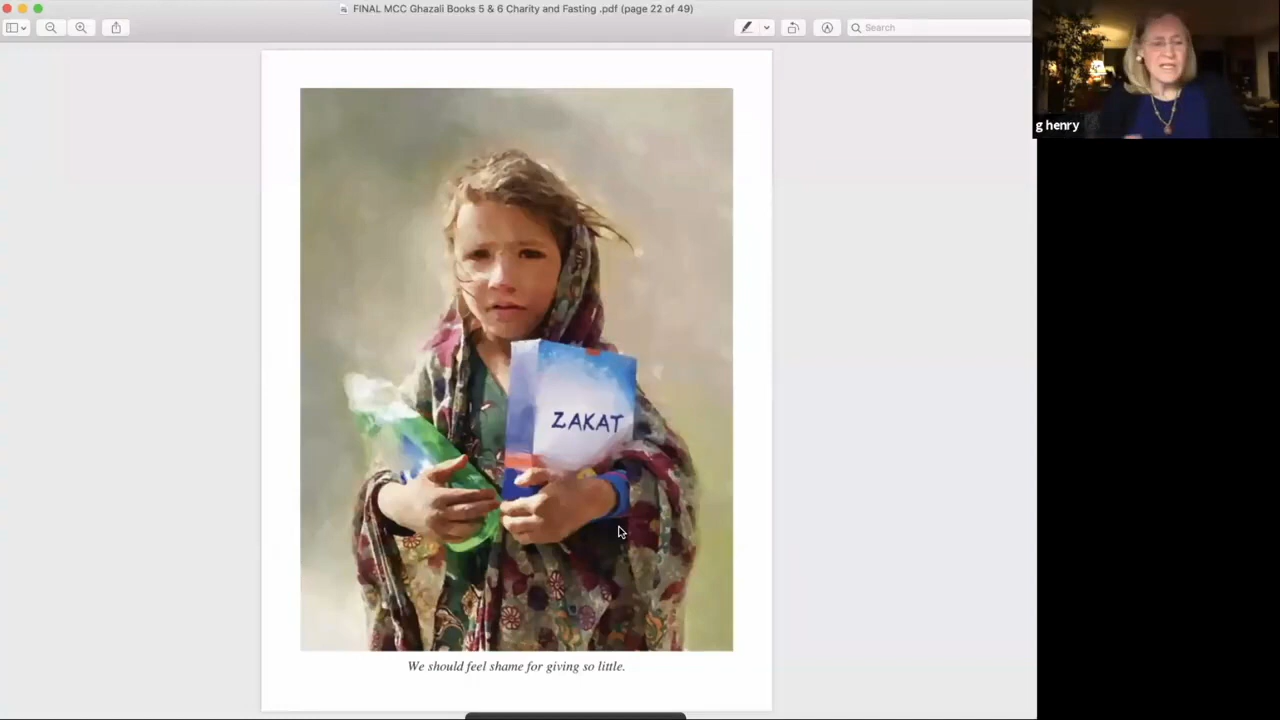 FINAL MCC Ghazali Books 5 & 6 Charity and Fasting .pdf (page 22 of 49)
Search
g henry
ZAKAT
We should feel shame for giving so little.